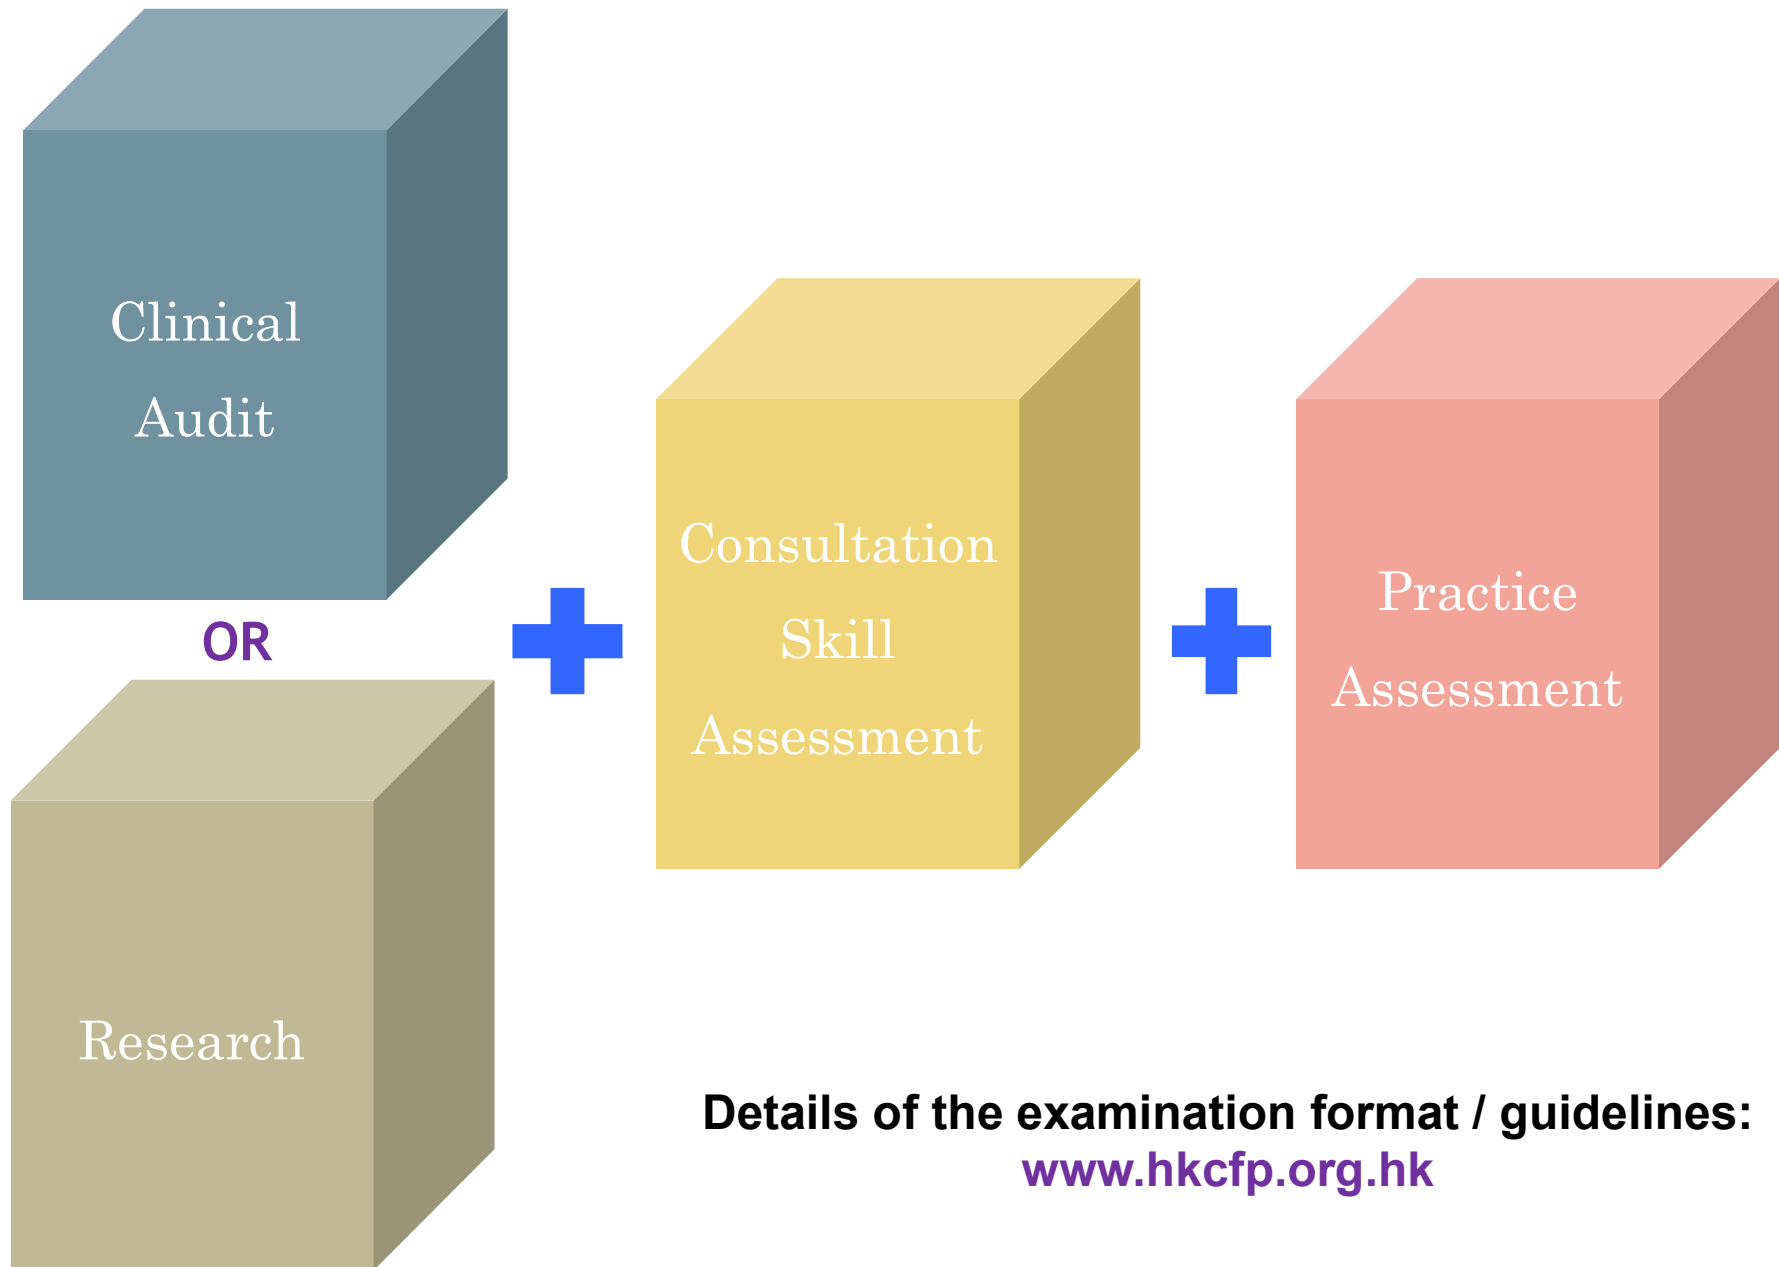 Clinical
Audit
OR
Research
Consultation
Skill
Assessment
Practice
Assessment
Details of the examination format / guidelines:
www.hkcfp.org.hk